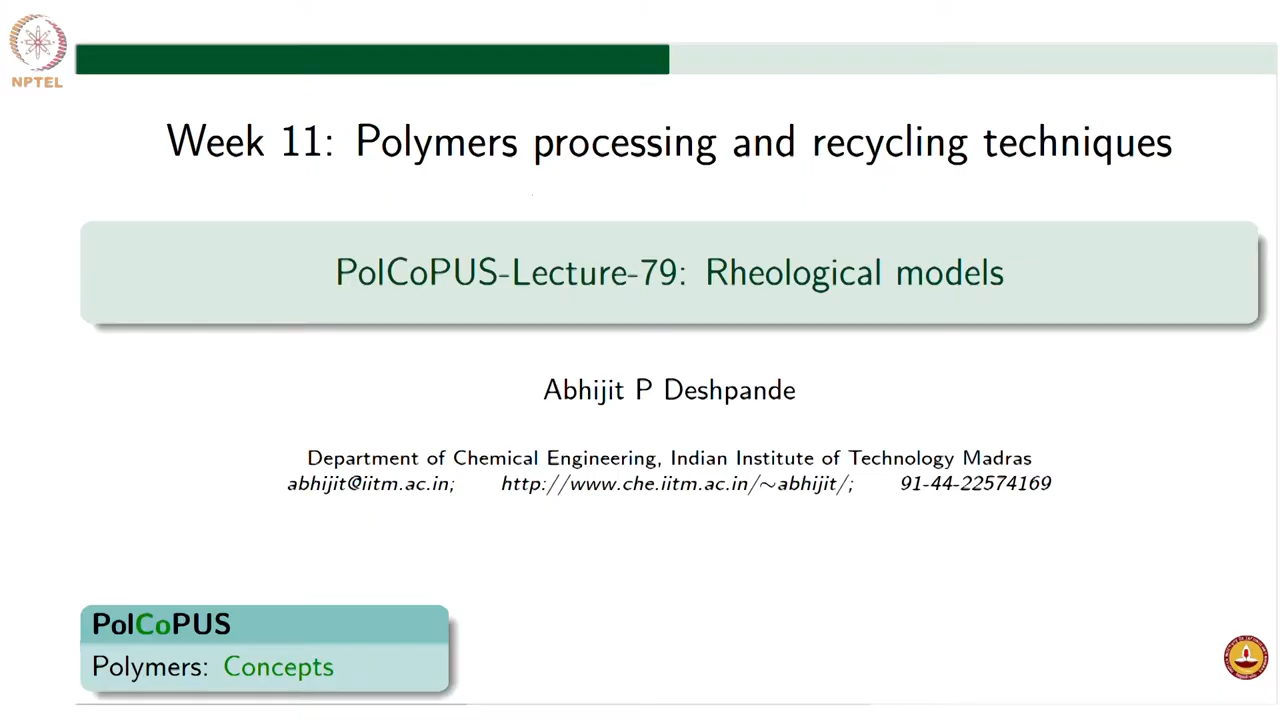 NPTEL
Week 11: Polymers processing and recycling techniques
PolCoPUS-Lecture-79: Rheological models
Abhijit P Deshpande
Department of Chemical Engineering, Indian Institute of Technology Madras
abhijit@iitm.ac.in; http://www.che.iitm.ac.in/~abhijit/; 91-44-22574169
PolCoPUS
Polymers: Concepts